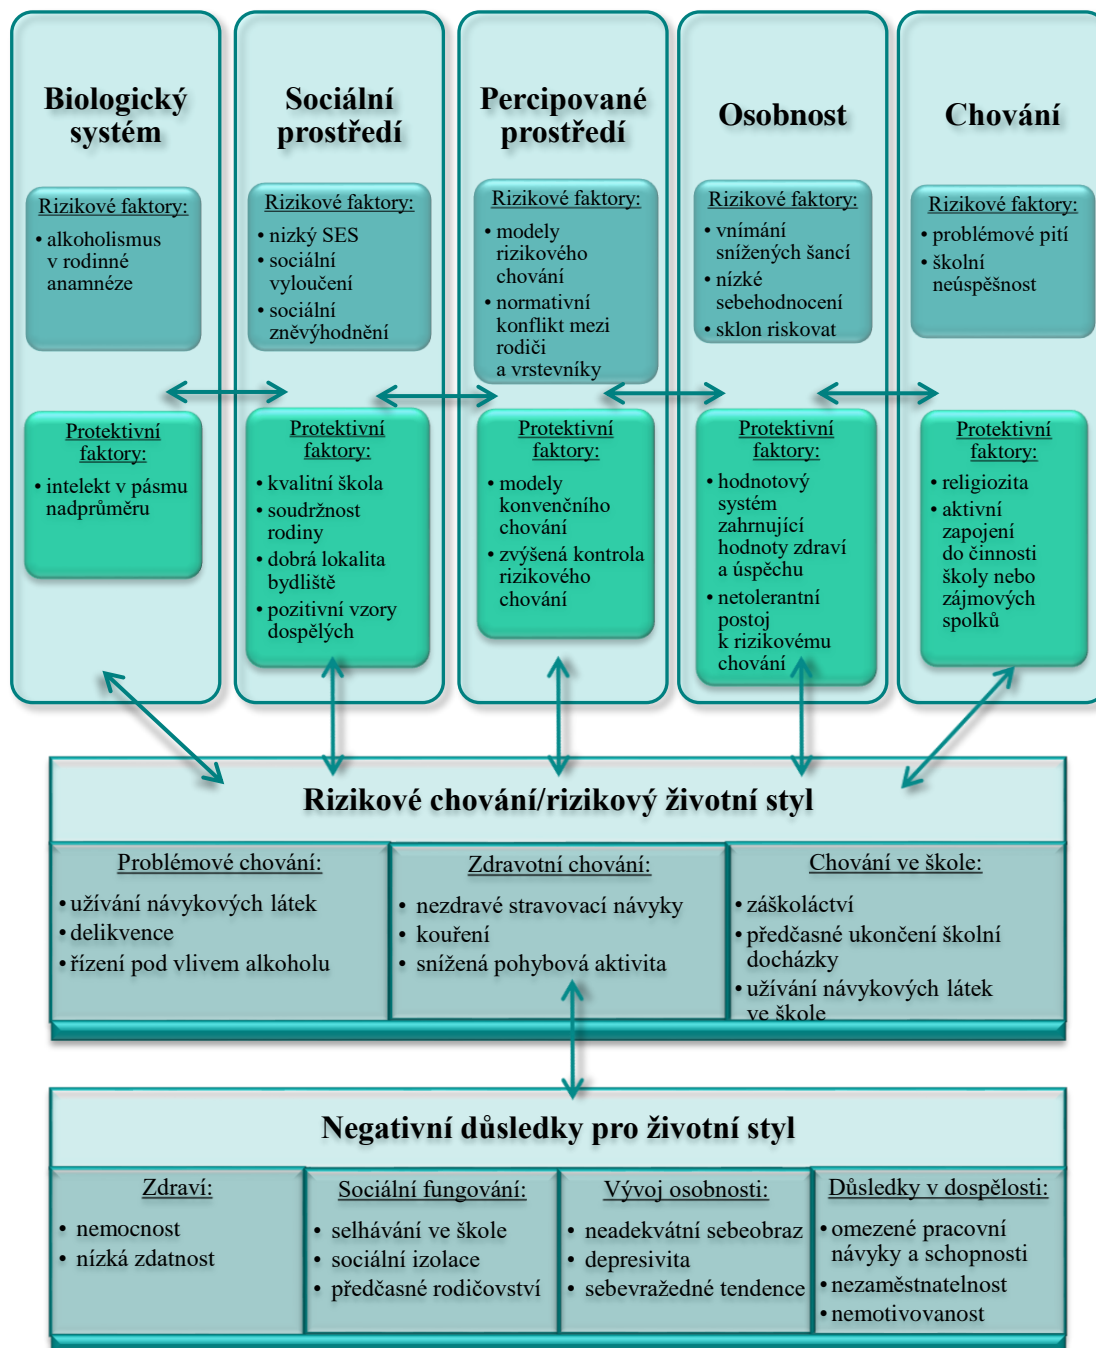 Biologický
systém
Rizikové faktory:
• alkoholismus
v rodinné
anamnéze
Protektivní
faktory:
• intelekt v pásmu
nadprůměru
Sociální
prostředí
Rizikové faktory:
• nizký SES
• sociální
vyloučení
• sociální
zněvýhodnění
Protektivní
faktory:
• kvalitní škola
• soudržnost
rodiny
• dobrá lokalita
bydliště
• pozitivní vzory
dospělých
Percipované
prostředí
Rizikové faktory:
• modely
rizikového
chování
• normativní
konflikt mezi
rodiči
a vrstevníky
Protektivní
faktory:
• modely
konvenčního
chování
• zvýšená kontrola
rizikového
chování
Osobnost
Rizikové faktory:
• vnímání
snížených šancí
• nízké
sebehodnocení
• sklon riskovat
Protektivní
faktory:
• hodnotový
systém
zahrnující
hodnoty zdraví
a úspěchu
• netolerantní
postoj
k rizikovému
chování
Chování
Rizikové faktory:
• problémové pití
• školní
neúspěšnost
Protektivní
faktory:
• religiozita
• aktivní
zapojení
do činnosti
školy nebo
zájmových
spolků
Rizikové chování/rizikový životní styl
Problémové chování:
• užívání návykových látek
• delikvence
• řízení pod vlivem alkoholu
Zdravotní chování:
• nezdravé stravovací návyky
• kouření
• snížená pohybová aktivita
Chování ve škole:
• záškoláctví
• předčasné ukončení školní
docházky
• užívání návykových látek
ve škole
Negativní důsledky pro životní styl
Zdraví:
• nemocnost
• nízká zdatnost
Sociální fungování:
• selhávání ve škole
• sociální izolace
• předčasné rodičovství
Vývoj osobnosti:
• neadekvátní sebeobraz
• depresivita
• sebevražedné tendence
Důsledky v dospělosti:
• omezené pracovní
návyky a schopnosti
• nezaměstnatelnost
• nemotivovanost